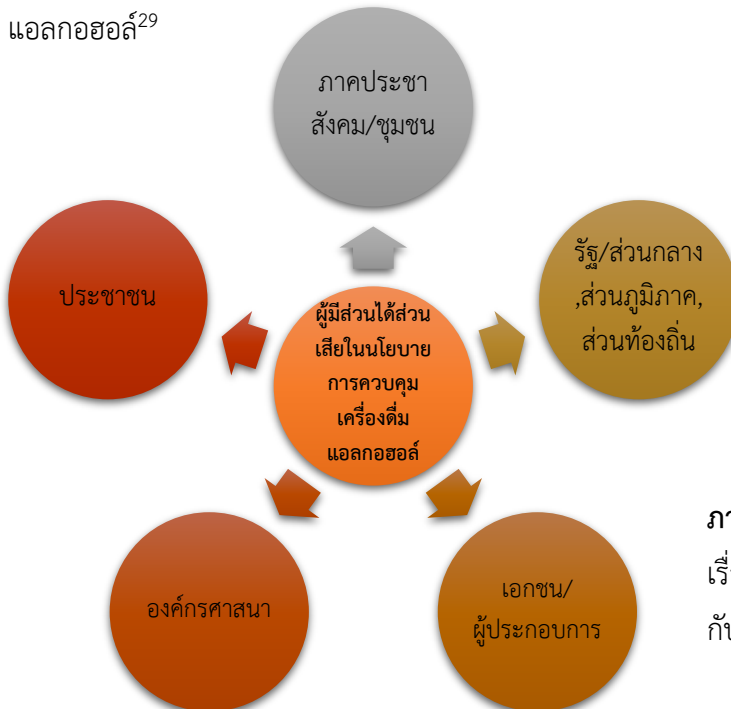 แอลกอฮอล์²⁹
ภาคประชา
สังคม/ชุมชน
รัฐ/ส่วนกลาง
,ส่วนภูมิภาค,
ส่วนท้องถิ่น
ประชาชน
ผู้มีส่วนได้ส่วน
เสียในนโยบาย
การควบคุม
เครื่องดื่ม
แอลกอฮอล์
องค์กรศาสนา
เอกชน/
ผู้ประกอบการ